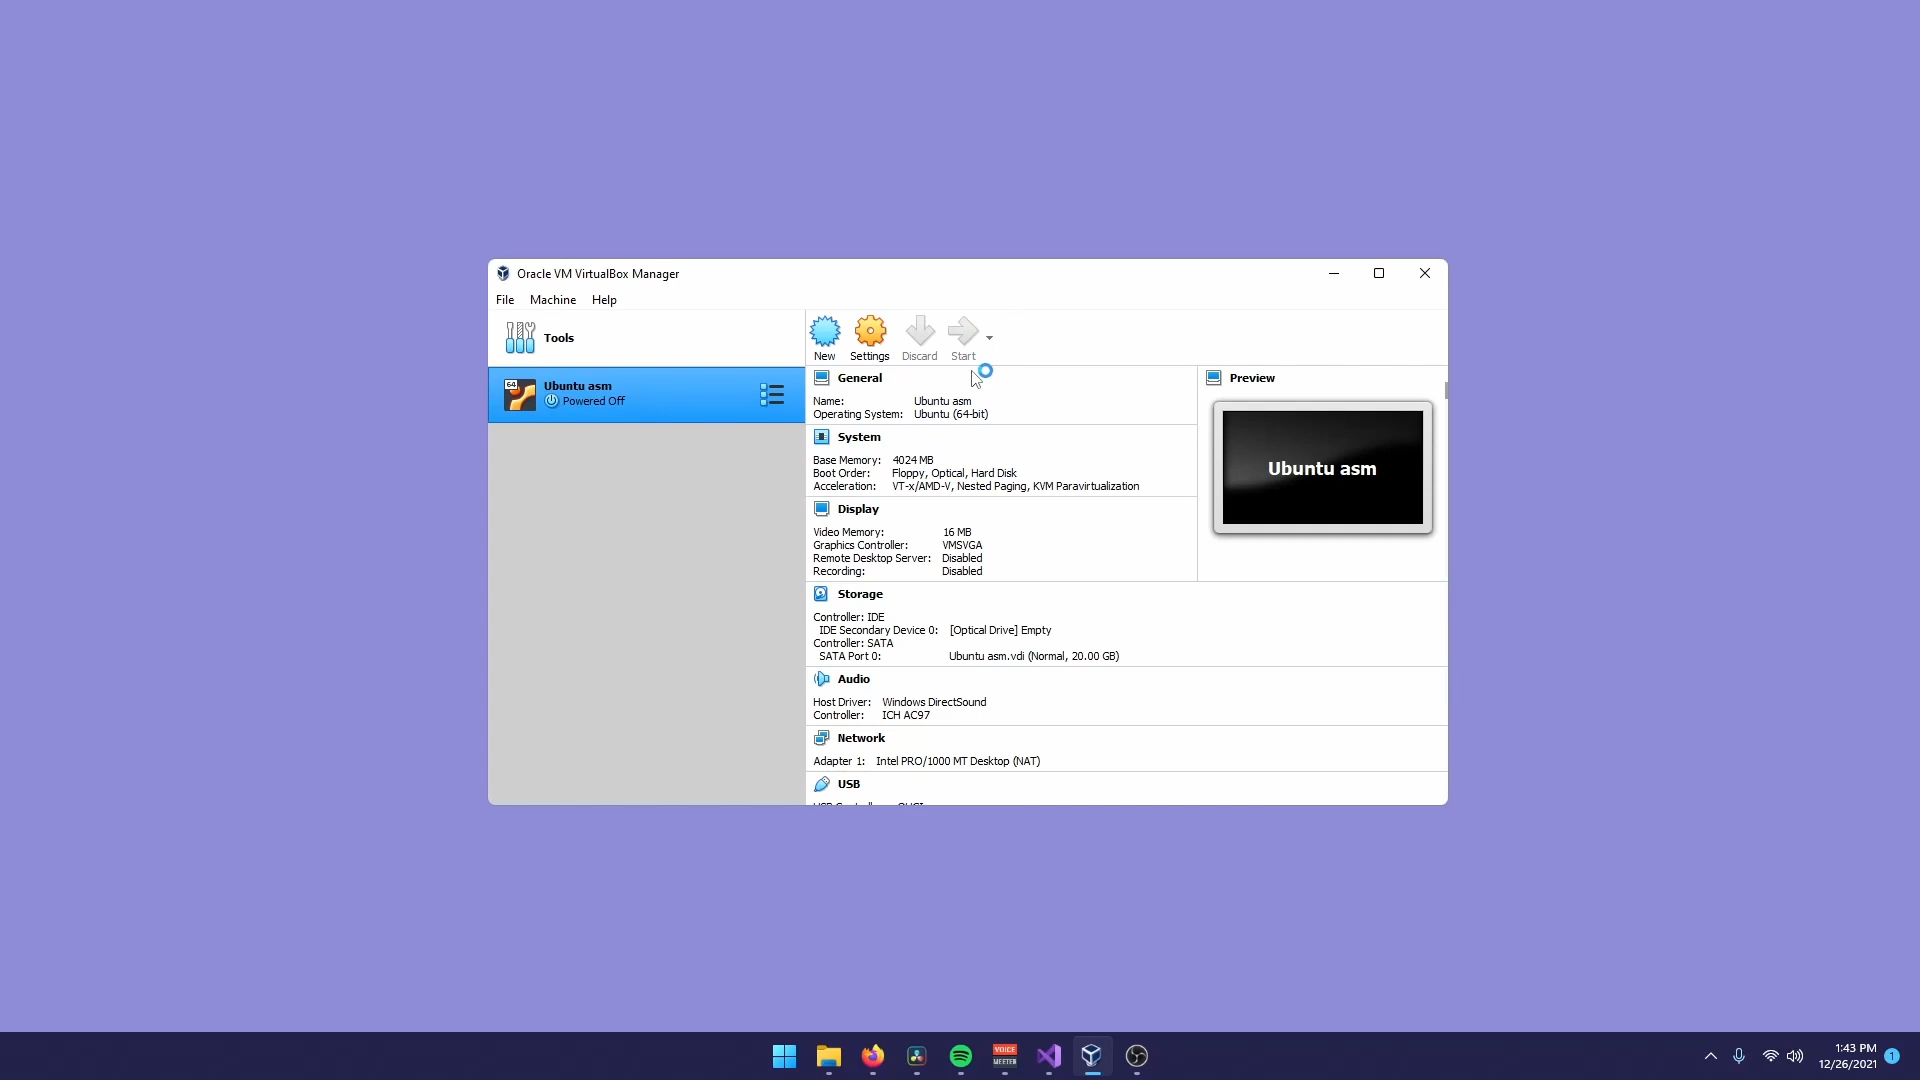 Oracle VM VirtualBox Manager
File Machine Help
Tools
New Settings Discard Start
64
Ubuntu asm
Powered Off
General
Name: Ubuntu asm
Operating System: Ubuntu (64-bit)
Preview
Ubuntu asm
System
Base Memory: 4024 MB
Boot Order: Floppy, Optical, Hard Disk
Acceleration: VT-x/AMD-V, Nested Paging, KVM Paravirtualization
Display
Video Memory: 16 MB
Graphics Controller: VMSVGA
Remote Desktop Server: Disabled
Recording: Disabled
Storage
Controller: IDE
IDE Secondary Device 0: [Optical Drive] Empty
Controller: SATA
SATA Port 0: Ubuntu asm.vdi (Normal, 20.00 GB)
Audio
Host Driver: Windows DirectSound
Controller: ICH AC97
Network
Adapter 1: Intel PRO/1000 MT Desktop (NAT)
USB
VOICE
MEETER
1:43 PM
12/26/2021
1